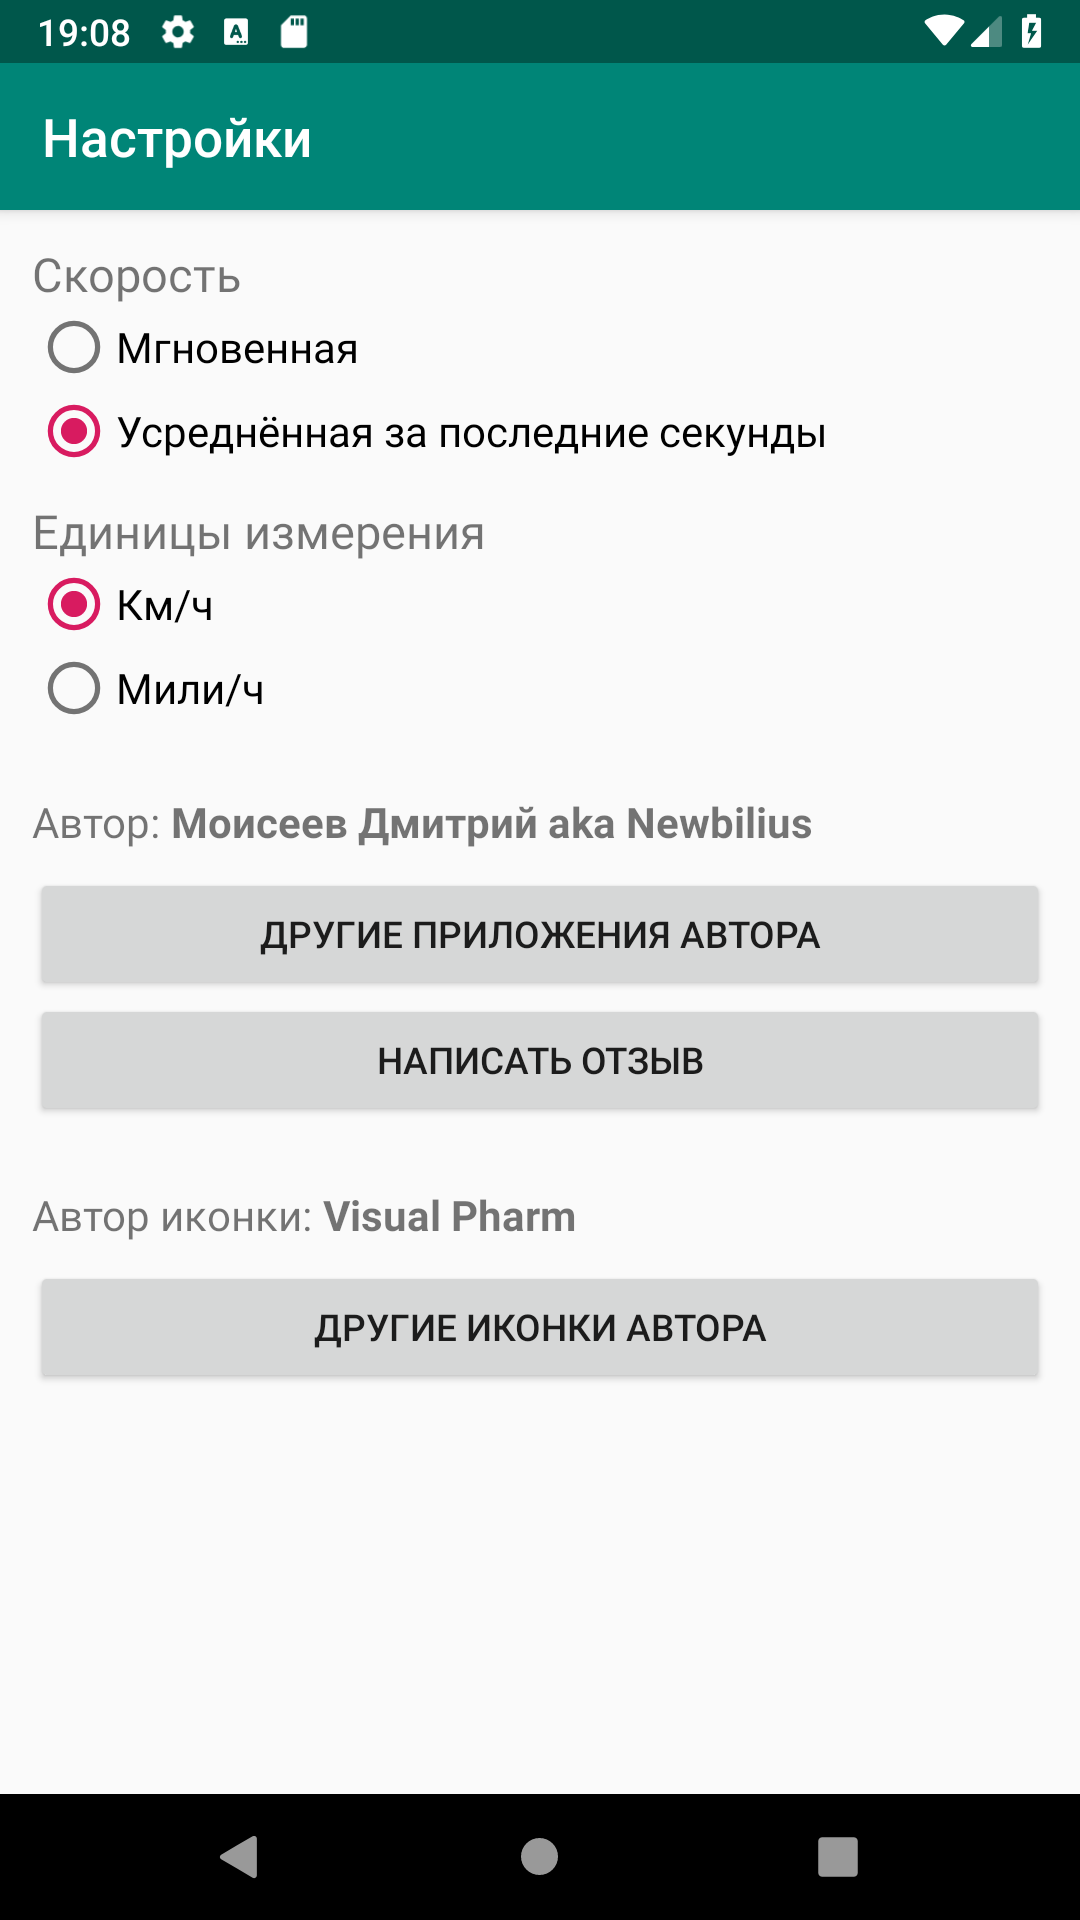 19:08
Настройки
Скорость
Мгновенная
Усреднённая за последние секунды
Единицы измерения
Км/ч
Мили/ч
Автор: Моисеев Дмитрий aka Newbilius
ДРУГИЕ ПРИЛОЖЕНИЯ АВТОРА
НАПИСАТЬ ОТЗЫВ
Автор иконки: Visual Pharm
ДРУГИЕ ИКОНКИ АВТОРА